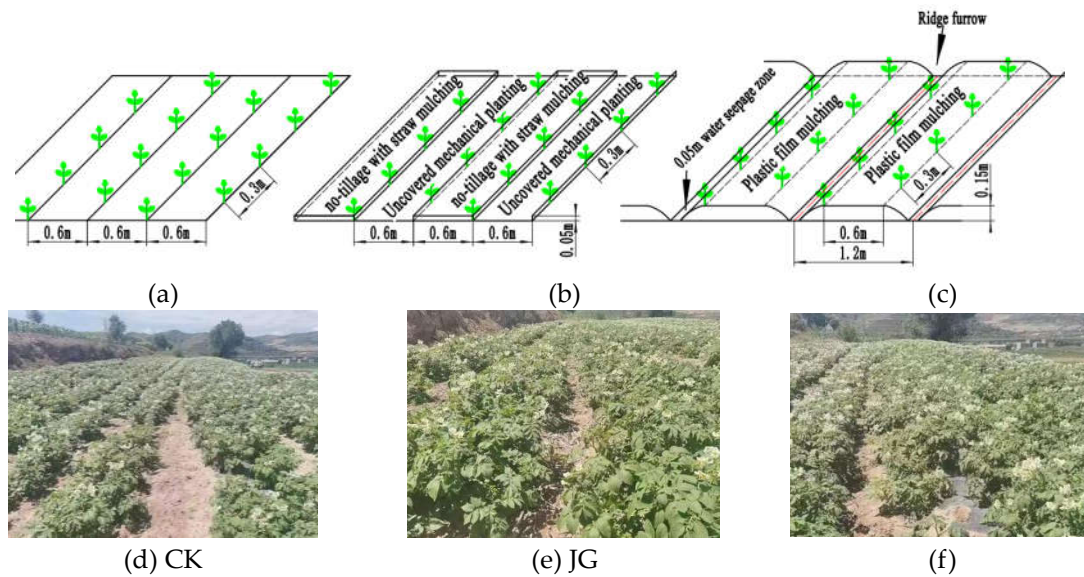 Ridge furrow
no-tillage with straw mulching
Uncovered mechanical planting
no-tillage with straw mulching
Uncovered mechanical planting
0.05m water seepage zone
Plastic film mulching
Plastic film mulching
0.3m
0.3m
0.3m
0.15m
0.6m
0.6m
0.6m
0.6m
0.6m
0.6m
0.05m
0.6m
1.2m
(a)
(b)
(c)
(d) CK
(e) JG
(f)